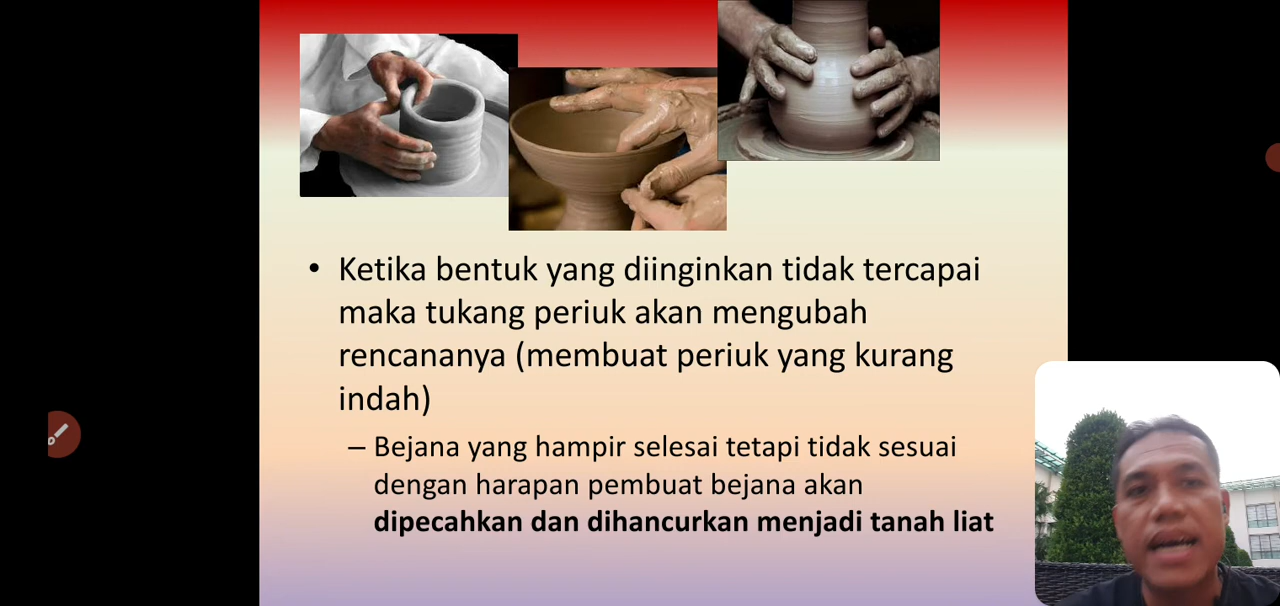 • Ketika bentuk yang diinginkan tidak tercapai
maka tukang periuk akan mengubah
rencananya (membuat periuk yang kurang
indah)
– Bejana yang hampir selesai tetapi tidak sesuai
dengan harapan pembuat bejana akan
dipecahkan dan dihancurkan menjadi tanah liat